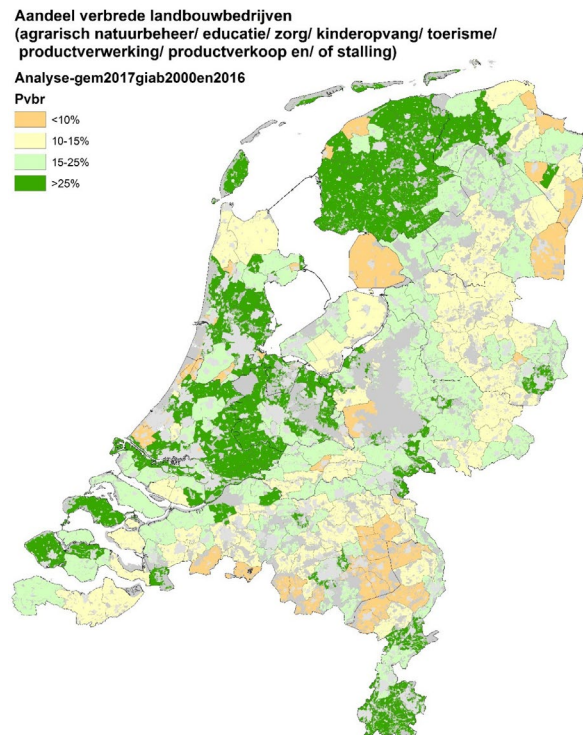 Aandeel verbrede landbouwbedrijven
(agrarisch natuurbeheer/ educatie/ zorg/ kinderopvang/ toerisme/
productverwerking/ productverkoop en/ of stalling)
Analyse-gem2017giab2000en2016
Pvbr
<10%
10-15%
15-25%
>25%